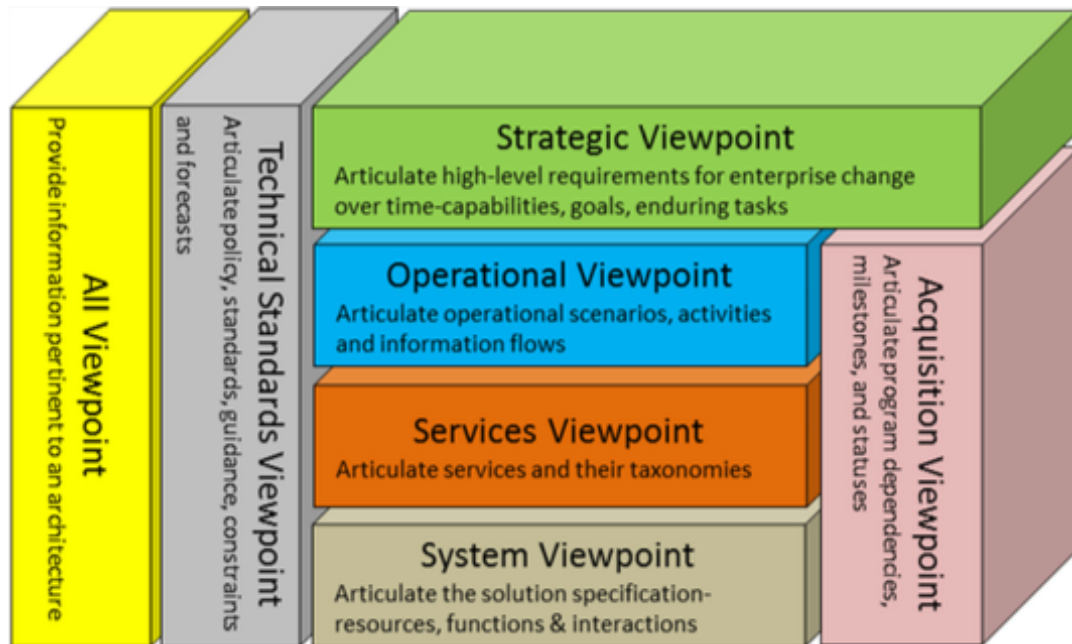 All Viewpoint
Provide information pertinent to an architecture
Technical Standards Viewpoint
Articulate policy, standards, guidance, constraints
and forecasts
Strategic Viewpoint
Articulate high-level requirements for enterprise change
over time-capabilities, goals, enduring tasks
Operational Viewpoint
Articulate operational scenarios, activities
and information flows
Services Viewpoint
Articulate services and their taxonomies
System Viewpoint
Articulate the solution specification-
resources, functions & interactions
Acquisition Viewpoint
Articulate program dependencies,
milestones, and statuses